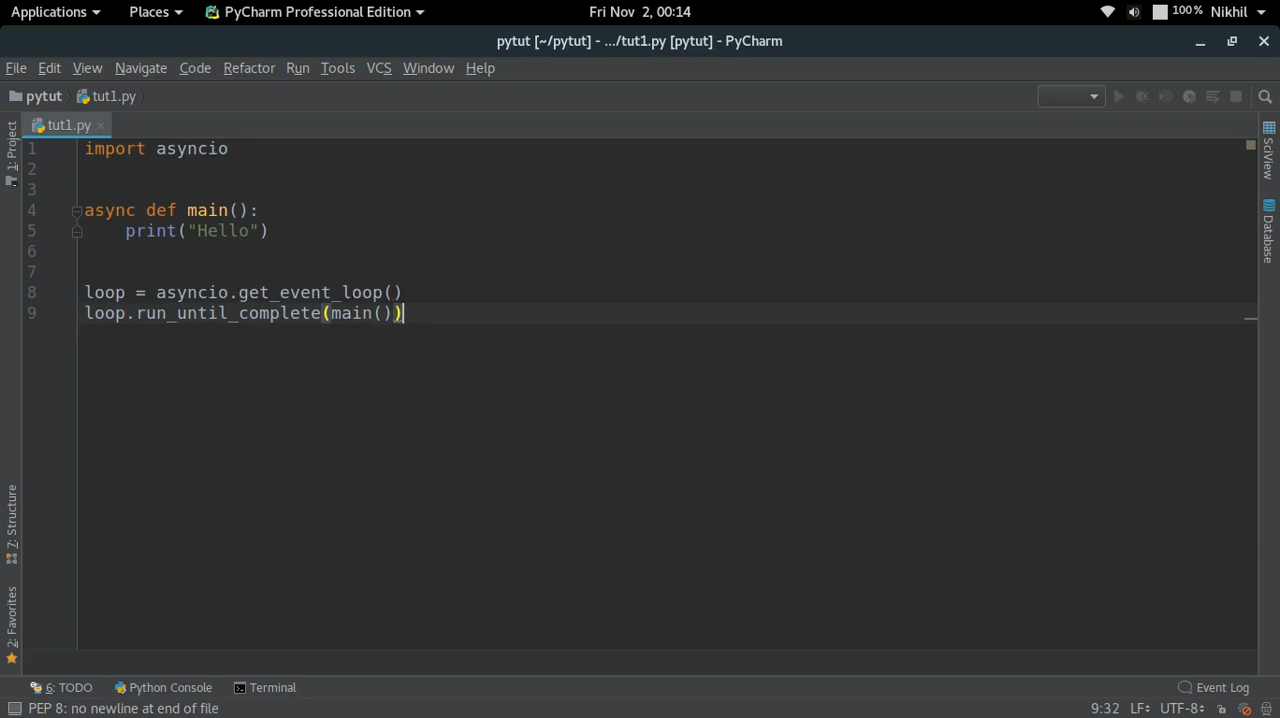 Applications Places PyCharm Professional Edition Fri Nov 2, 00:14 100% Nikhil
pytut [~/pytut] - .../tut1.py [pytut] - PyCharm
File Edit View Navigate Code Refactor Run Tools VCS Window Help
pytut tut1.py
tut1.py
1: Project
SciView
Database
1 import asyncio
2
3
4 async def main():
5 print("Hello")
6
7
8 loop = asyncio.get_event_loop()
9 loop.run_until_complete(main())
7: Structure
2: Favorites
6: TODO Python Console Terminal Event Log
PEP 8: no newline at end of file 9:32 LF UTF-8